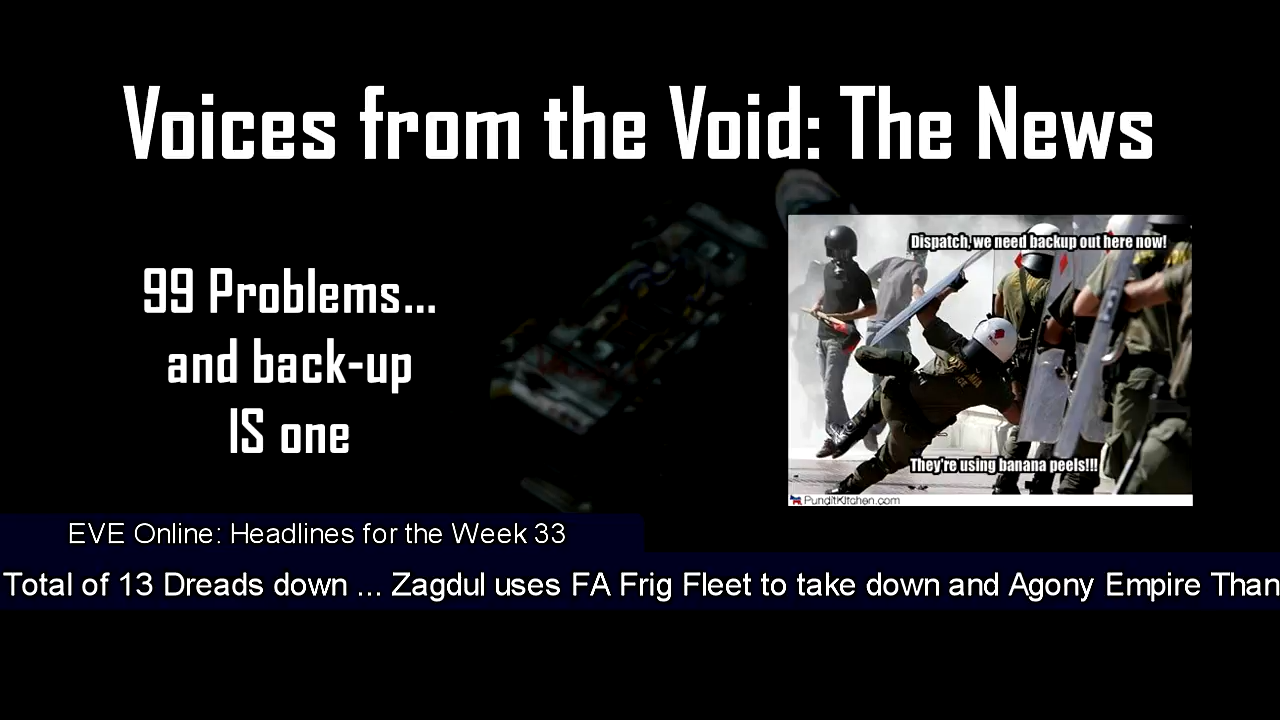 Voices from the Void: The News
Dispatch, we need backup out here now!
99 Problems...
and back-up
IS one
They're using banana peels!!!
PunditKitchen.com
EVE Online: Headlines for the Week 33
Total of 13 Dreads down ... Zagdul uses FA Frig Fleet to take down and Agony Empire Than